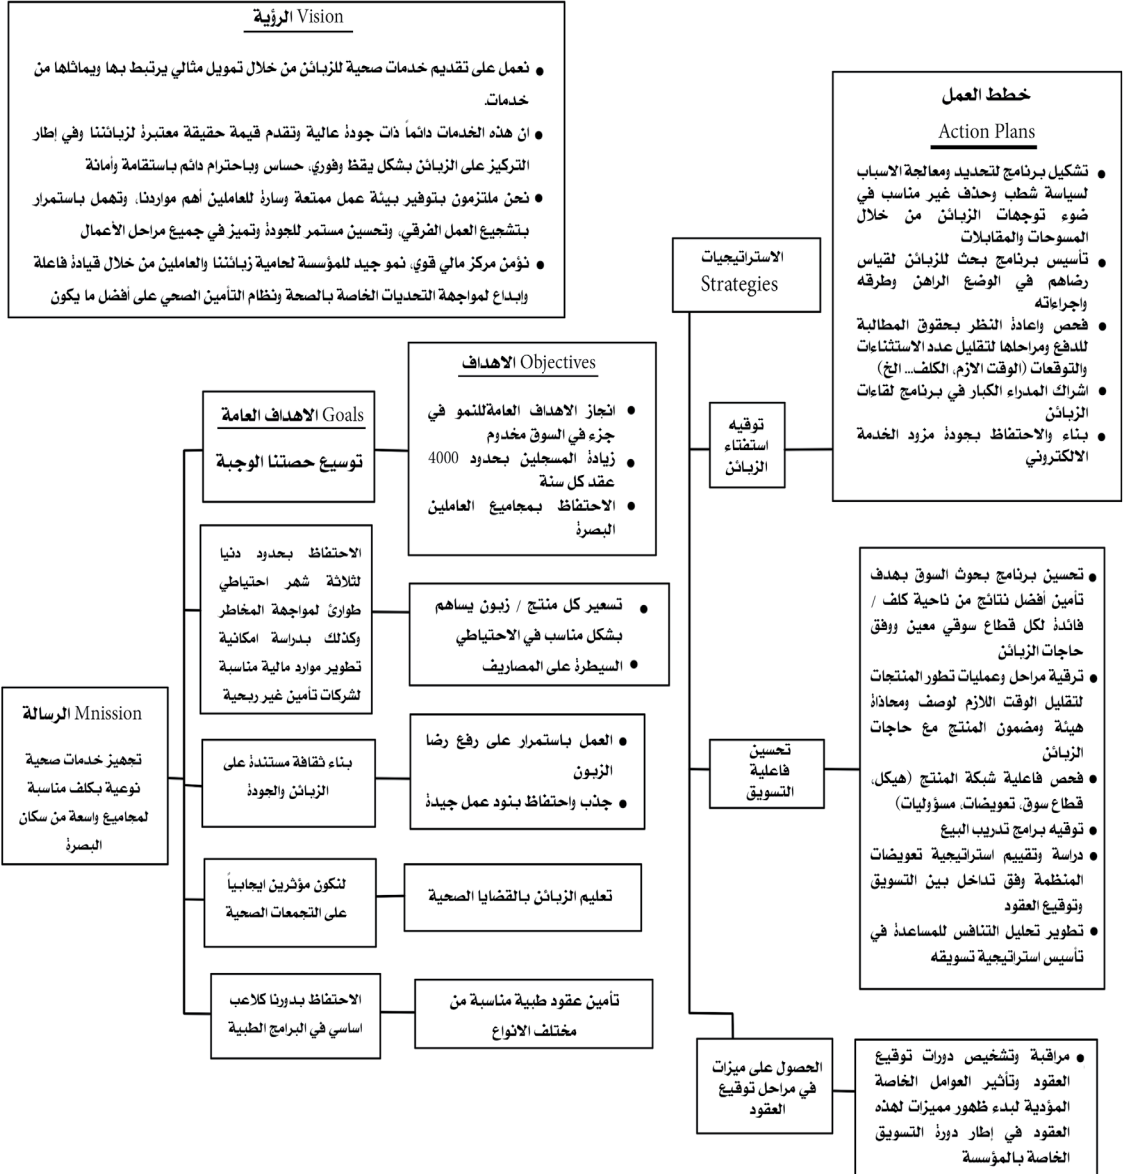 الرؤية Vision
نعمل على تقديم خدمات صحية للزبائن من خلال تمويل مثالي يرتبط بها ويماثلها من
خدمات.
ان هذه الخدمات دائماً ذات جودة عالية وتقدم قيمة حقيقة معتبرة لزبائننا وفي إطار
التركيز على الزبائن بشكل يقظ وفوري، حساس وباحترام دائم باستقامة وأمانة
نحن ملتزمون بتوفير بيئة عمل ممتعة وسارة للعاملين أهم مواردنا، وتهمل باستمرار
بتشجيع العمل الفرقي، وتحسين مستمر للجودة وتميز في جميع مراحل الأعمال
نؤمن مركز مالي قوي، نمو جيد للمؤسسة لحامية زبائننا والعاملين من خلال قيادة فاعلة
وابداع لمواجهة التحديات الخاصة بالصحة ونظام التأمين الصحي على أفضل ما يكون
الرسالة Mnission
تجهيز خدمات صحية
نوعية بكلف مناسبة
لمجاميع واسعة من سكان
البصرة
الاهداف العامة Goals
توسيع حصتنا الوجبة
الاحتفاظ بحدود دنيا
لثلاثة شهر احتياطي
طوارئ لمواجهة المخاطر
وكذلك بدراسة امكانية
تطوير موارد مالية مناسبة
لشركات تأمين غير ربحية
بناء ثقافة مستندة على
الزبائن والجودة
لنكون مؤثرين ايجابياً
على التجمعات الصحية
الاحتفاظ بدورنا كلاعب
اساسي في البرامج الطبية
الاهداف Objectives
انجاز الاهداف العامةللنمو في
جزء في السوق مخدوم
زيادة المسجلين بحدود 4000
عقد كل سنة
الاحتفاظ بمجاميع العاملين
البصرة
تسعير كل منتج / زبون يساهم
بشكل مناسب في الاحتياطي
السيطرة على المصاريف
العمل باستمرار على رفع رضا
الزبون
جذب واحتفاظ بنود عمل جيدة
تعليم الزبائن بالقضايا الصحية
تأمين عقود طبية مناسبة من
مختلف الانواع
الاستراتيجيات
Strategies
توقيه
استفتاء
الزبائن
تحسين
فاعلية
التسويق
الحصول على ميزات
في مراحل توقيع
العقود
خطط العمل
Action Plans
تشكيل برنامج لتحديد ومعالجة الاسباب
لسياسة شطب وحذف غير مناسب في
ضوء توجهات الزبائن من خلال
المسوحات والمقابلات
تأسيس برنامج بحث للزبائن لقياس
رضاهم في الوضع الراهن وطرقه
واجراءاته
فحص واعادة النظر بحقوق المطالبة
للدفع ومراحلها لتقليل عدد الاستثناءات
والتوقعات (الوقت الازم، الكلف... الخ)
اشراك المدراء الكبار في برنامج لقاءات
الزبائن
بناء والاحتفاظ بجودة مزود الخدمة
الالكتروني
تحسين برنامج بحوث السوق بهدف
تأمين أفضل نتائج من ناحية كلف /
فائدة لكل قطاع سوقي معين ووفق
حاجات الزبائن
ترقية مراحل وعمليات تطور المنتجات
لتقليل الوقت اللازم لوصف ومحاذاة
هيئة ومضمون المنتج مع حاجات
الزبائن
فحص فاعلية شبكة المنتج (هيكل،
قطاع سوق، تعويضات، مسؤوليات)
توقيه برامج تدريب البيع
دراسة وتقييم استراتيجية تعويضات
المنظمة وفق تداخل بين التسويق
وتوقيع العقود
تطوير تحليل التنافس للمساعدة في
تأسيس استراتيجية تسويقه
مراقبة وتشخيص دورات توقيع
العقود وتأثير العوامل الخاصة
المؤدية لبدء ظهور مميزات لهذه
العقود في إطار دورة التسويق
الخاصة بالمؤسسة